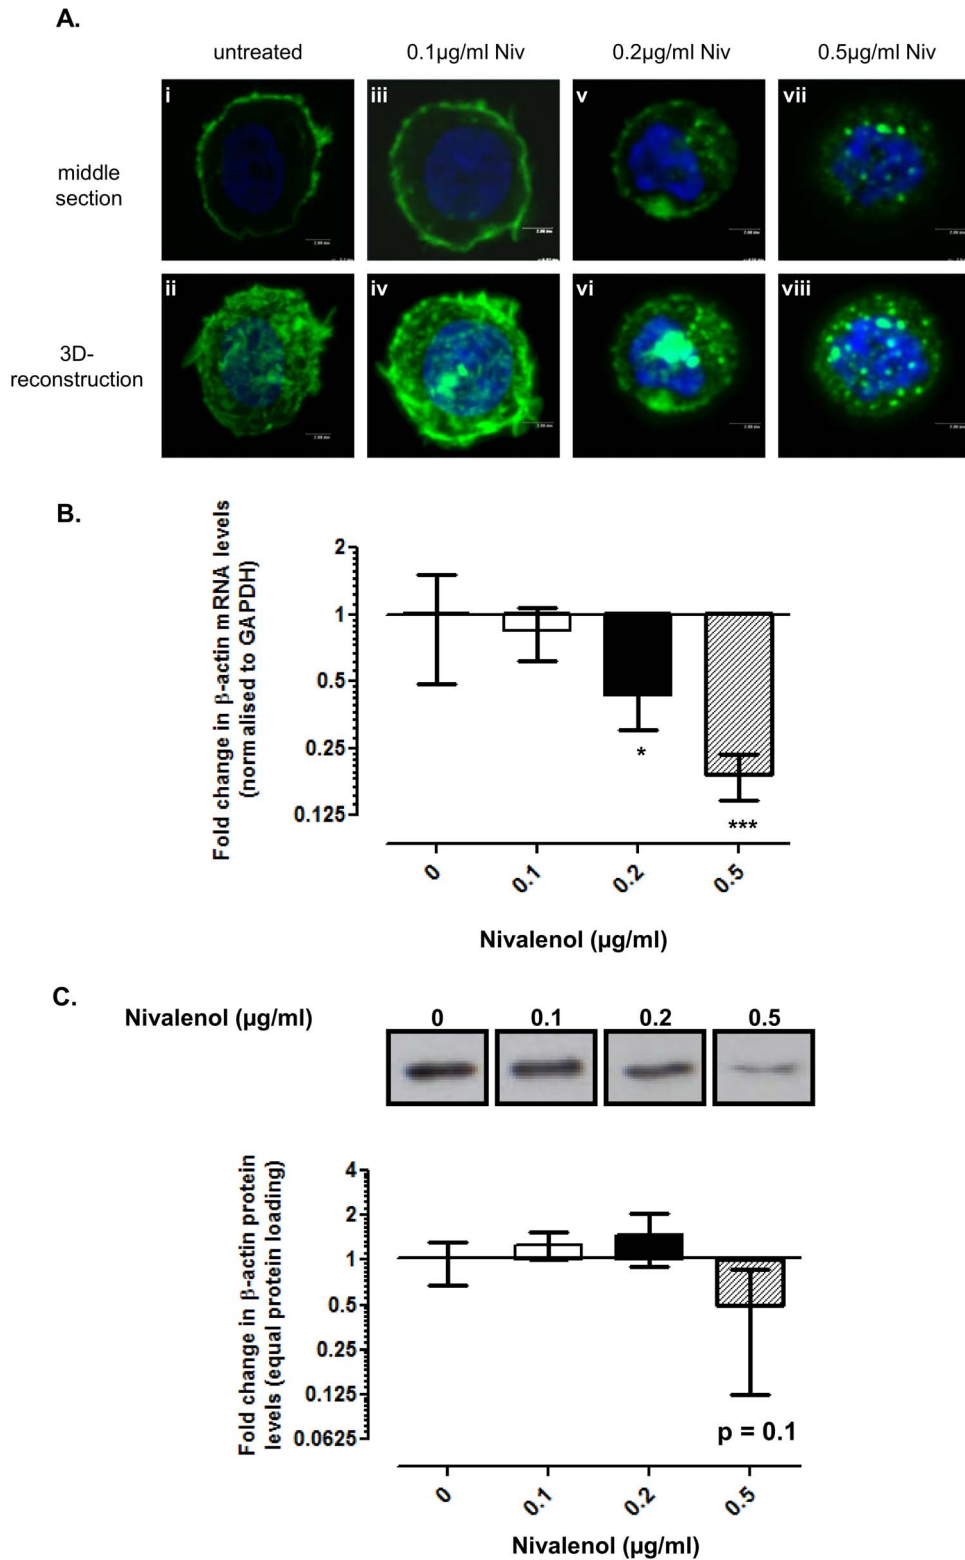 A.
untreated 0.1µg/ml Niv 0.2µg/ml Niv 0.5µg/ml Niv
middle
section
i iii v vii
3D-
reconstruction
ii iv vi viii
B.
Fold change in β-actin mRNA levels
(normalised to GAPDH)
2
1
0.5
0.25
0.125
*
***
0 0.1 0.2 0.5
Nivalenol (µg/ml)
C.
Nivalenol (µg/ml) 0 0.1 0.2 0.5
Fold change in β-actin protein
levels (equal protein loading)
4
2
1
0.5
0.25
0.125
0.0625
p = 0.1
0 0.1 0.2 0.5
Nivalenol (µg/ml)